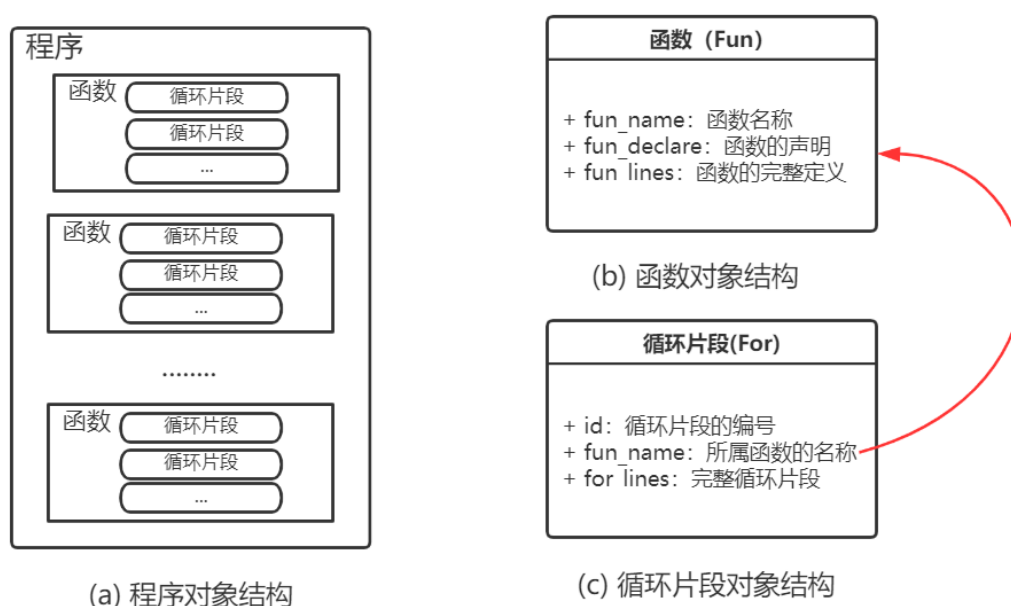 程序
函数
循环片段
循环片段
...
函数
循环片段
循环片段
...
........
函数
循环片段
循环片段
...
(a) 程序对象结构
函数（Fun）
+ fun_name：函数名称
+ fun_declare：函数的声明
+ fun_lines：函数的完整定义
(b) 函数对象结构
循环片段(For)
+ id：循环片段的编号
+ fun_name：所属函数的名称
+ for_lines：完整循环片段
(c) 循环片段对象结构